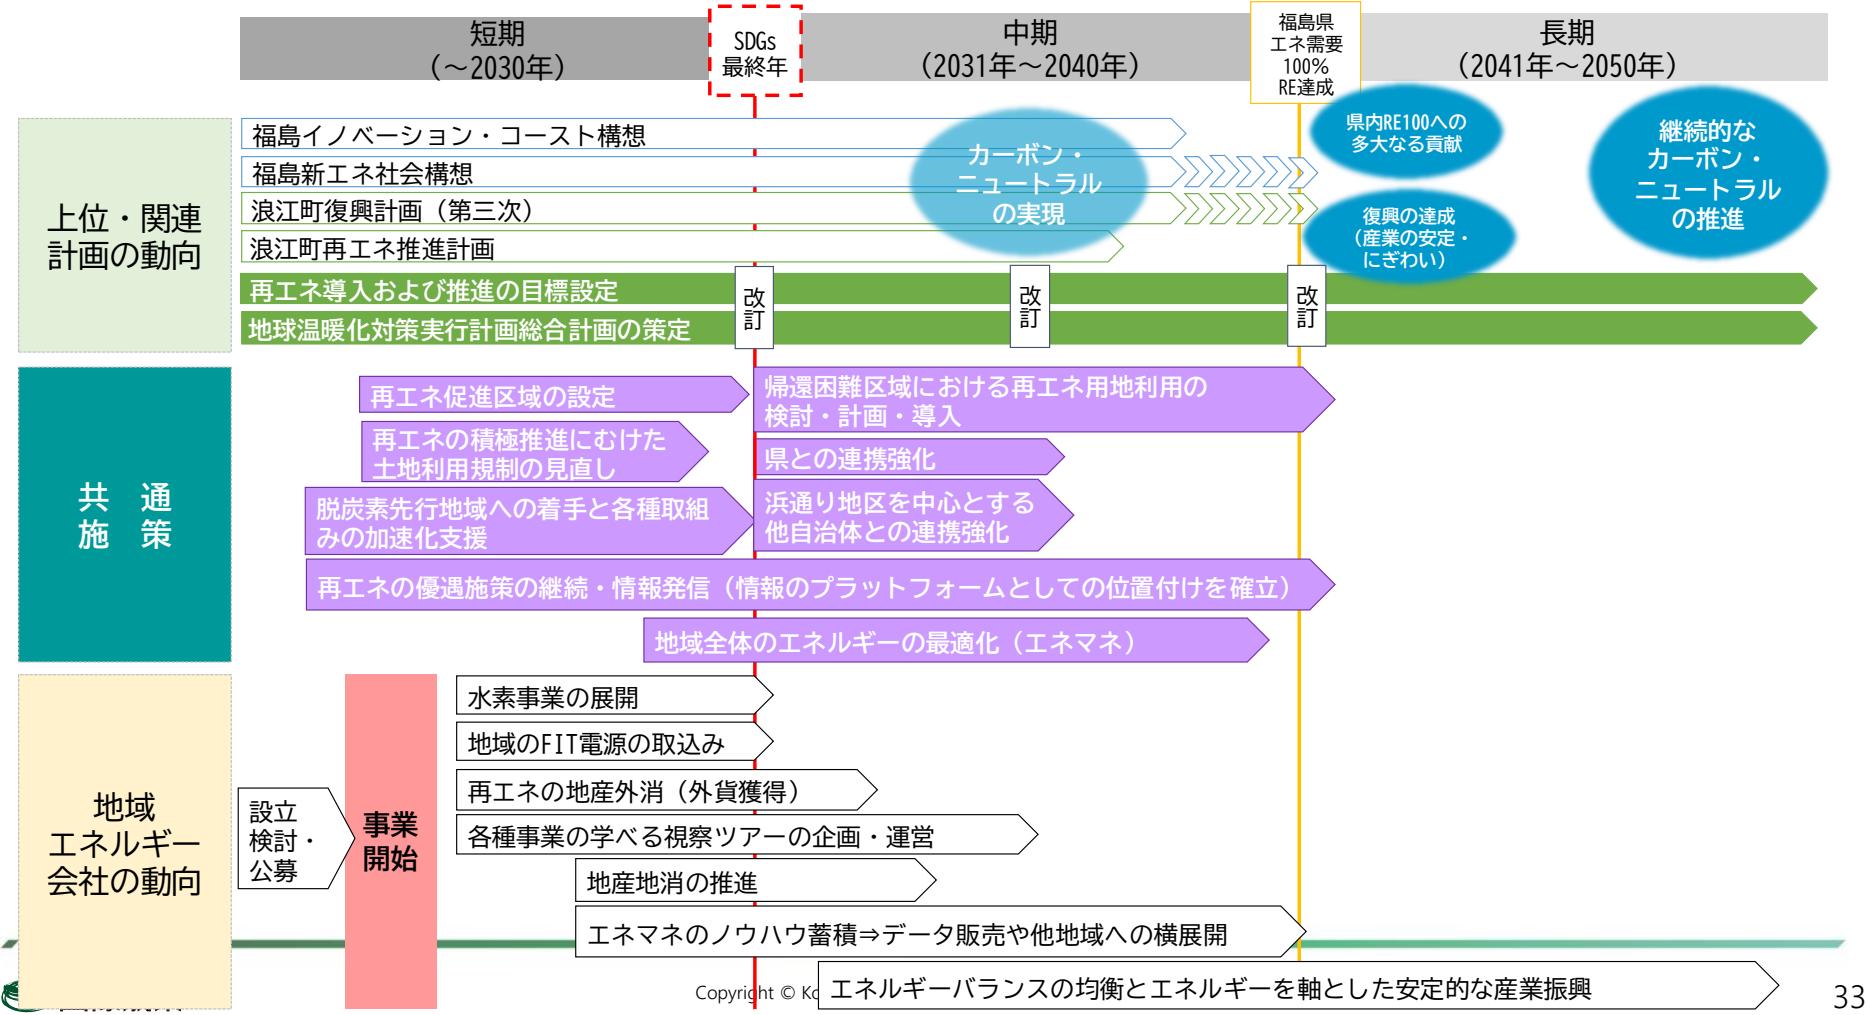 短期
（～2030年）
SDGs
最終年
中期
（2031年～2040年）
福島県
エネ需要
100%
RE達成
長期
（2041年～2050年）
上位・関連
計画の動向
福島イノベーション・コースト構想
福島新エネ社会構想
浪江町復興計画（第三次）
浪江町再エネ推進計画
再エネ導入および推進の目標設定
地球温暖化対策実行計画総合計画の策定
カーボン・
ニュートラル
の実現
県内RE100への
多大なる貢献
復興の達成
（産業の安定・
にぎわい）
継続的な
カーボン・
ニュートラル
の推進
改訂
改訂
改訂
共　通
施　策
再エネ促進区域の設定
再エネの積極推進にむけた
土地利用規制の見直し
脱炭素先行地域への着手と各種取組
みの加速化支援
帰還困難区域における再エネ用地利用の
検討・計画・導入
県との連携強化
浜通り地区を中心とする
他自治体との連携強化
再エネの優遇施策の継続・情報発信（情報のプラットフォームとしての位置付けを確立）
地域全体のエネルギーの最適化（エネマネ）
地域
エネルギー
会社の動向
設立
検討・
公募
事業
開始
水素事業の展開
地域のFIT電源の取込み
再エネの地産外消（外貨獲得）
各種事業の学べる視察ツアーの企画・運営
地産地消の推進
エネマネのノウハウ蓄積⇒データ販売や他地域への横展開
エネルギーバランスの均衡とエネルギーを軸とした安定的な産業振興
Copyright ©
33